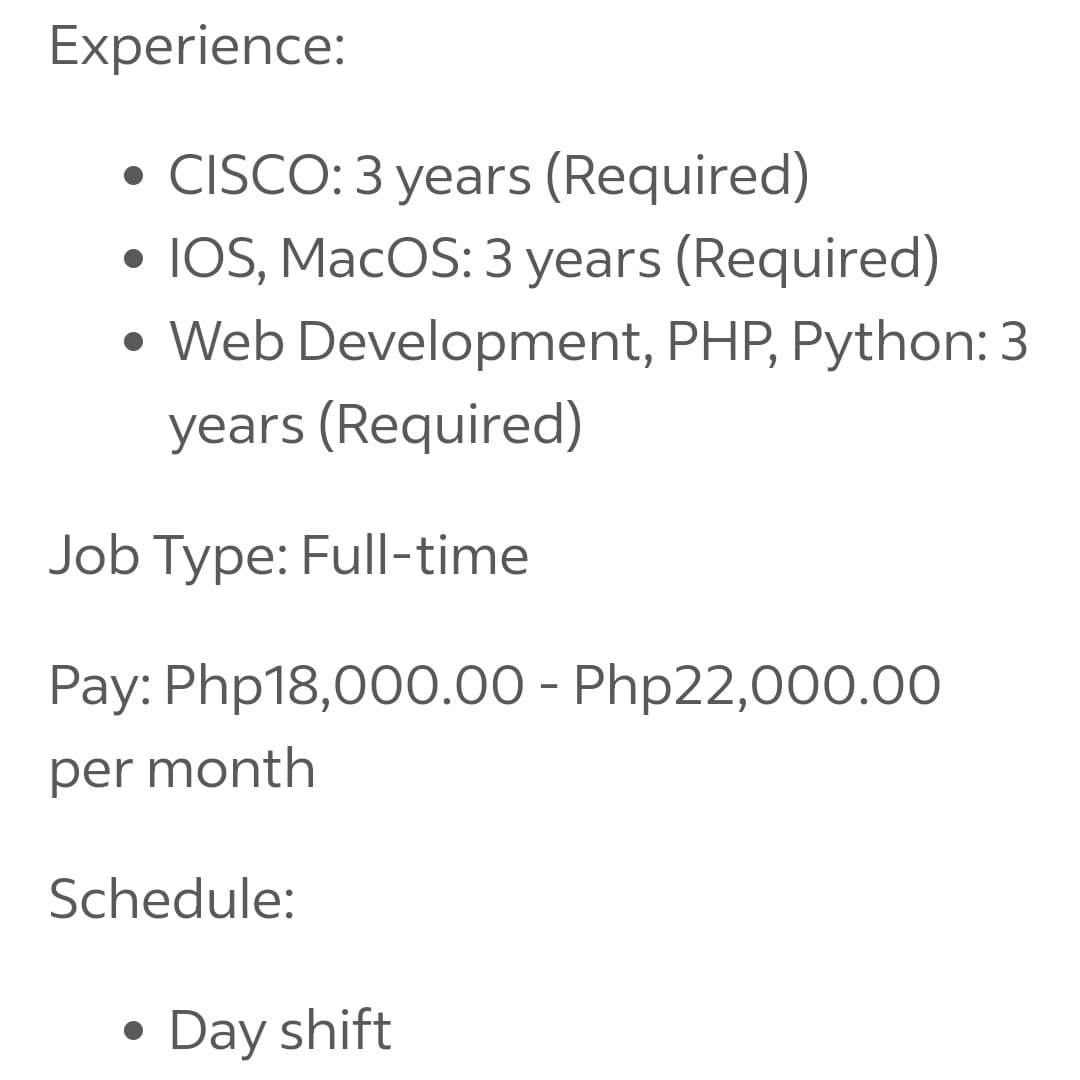 Experience:
• CISCO: 3 years (Required)
• IOS, MacOS: 3 years (Required)
• Web Development, PHP, Python: 3
years (Required)
Job Type: Full-time
Pay: Php18,000.00 - Php22,000.00
per month
Schedule:
• Day shift